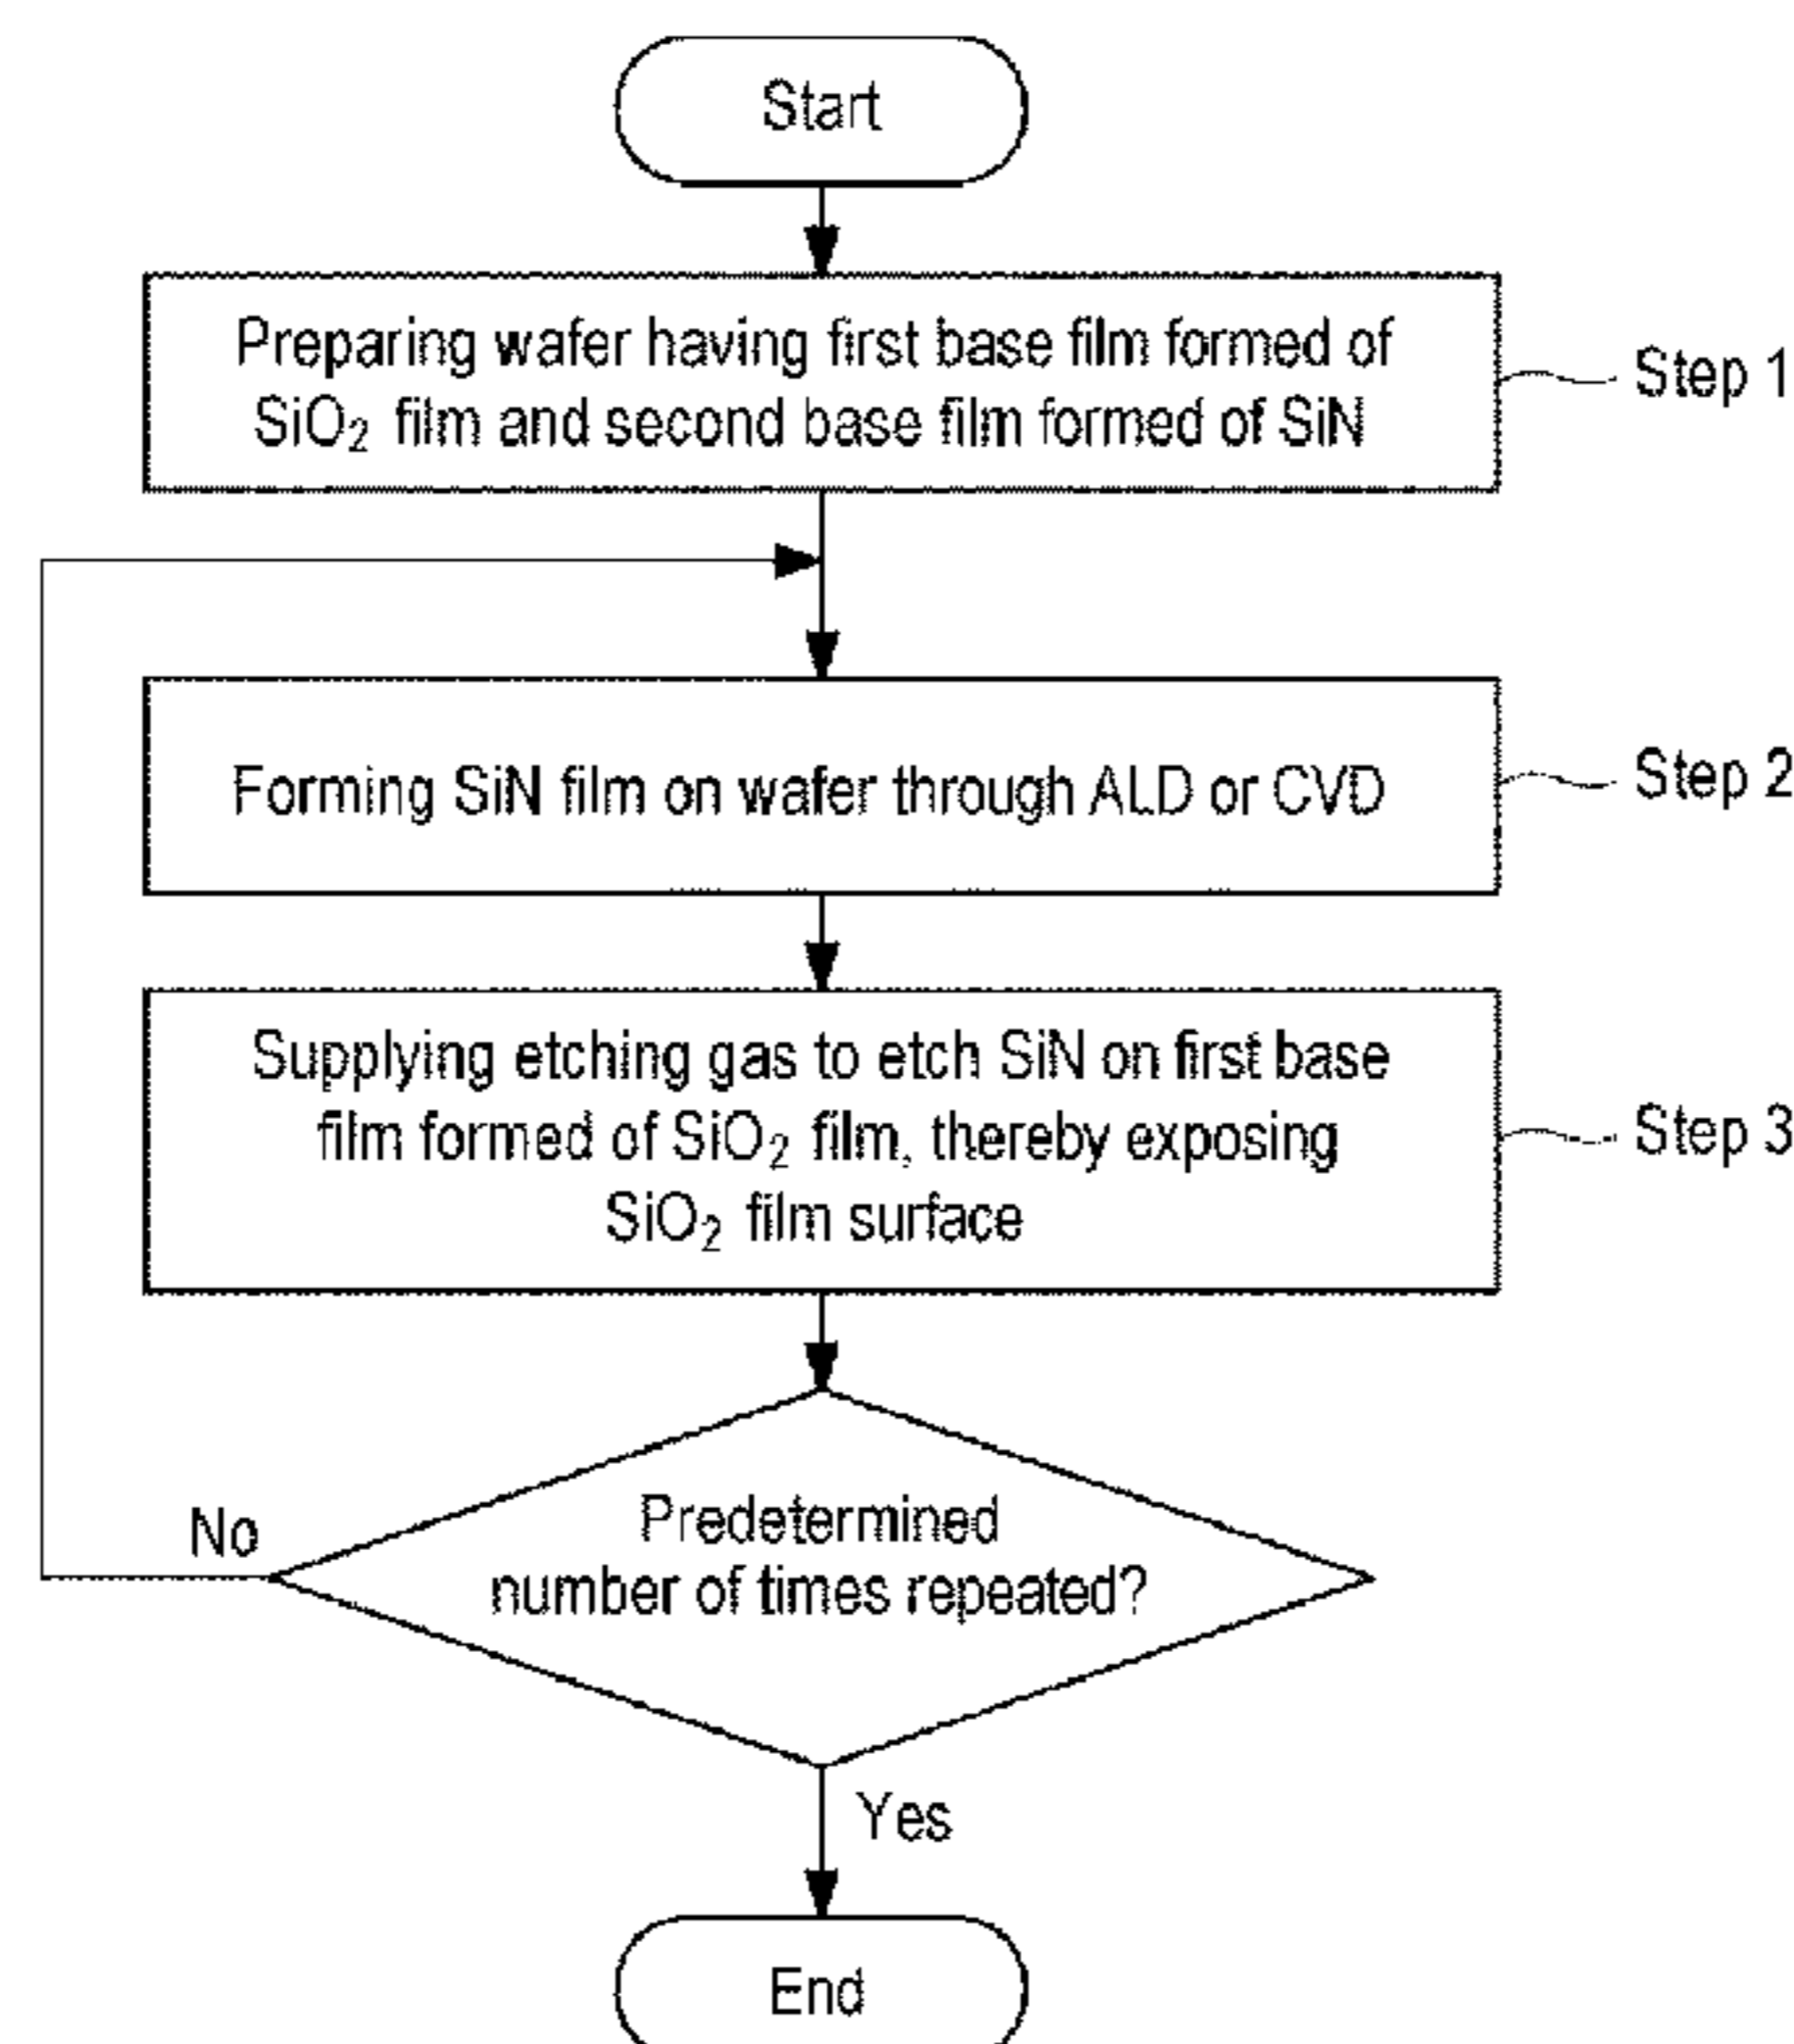 Start
Preparing wafer having first base film formed of
SiO₂ film and second base film formed of SiN
Step 1
Forming SiN film on wafer through ALD or CVD
Step 2
Supplying etching gas to etch SiN on first base
film formed of SiO₂ film, thereby exposing
SiO₂ film surface
Step 3
No
Predetermined
number of times repeated?
Yes
End